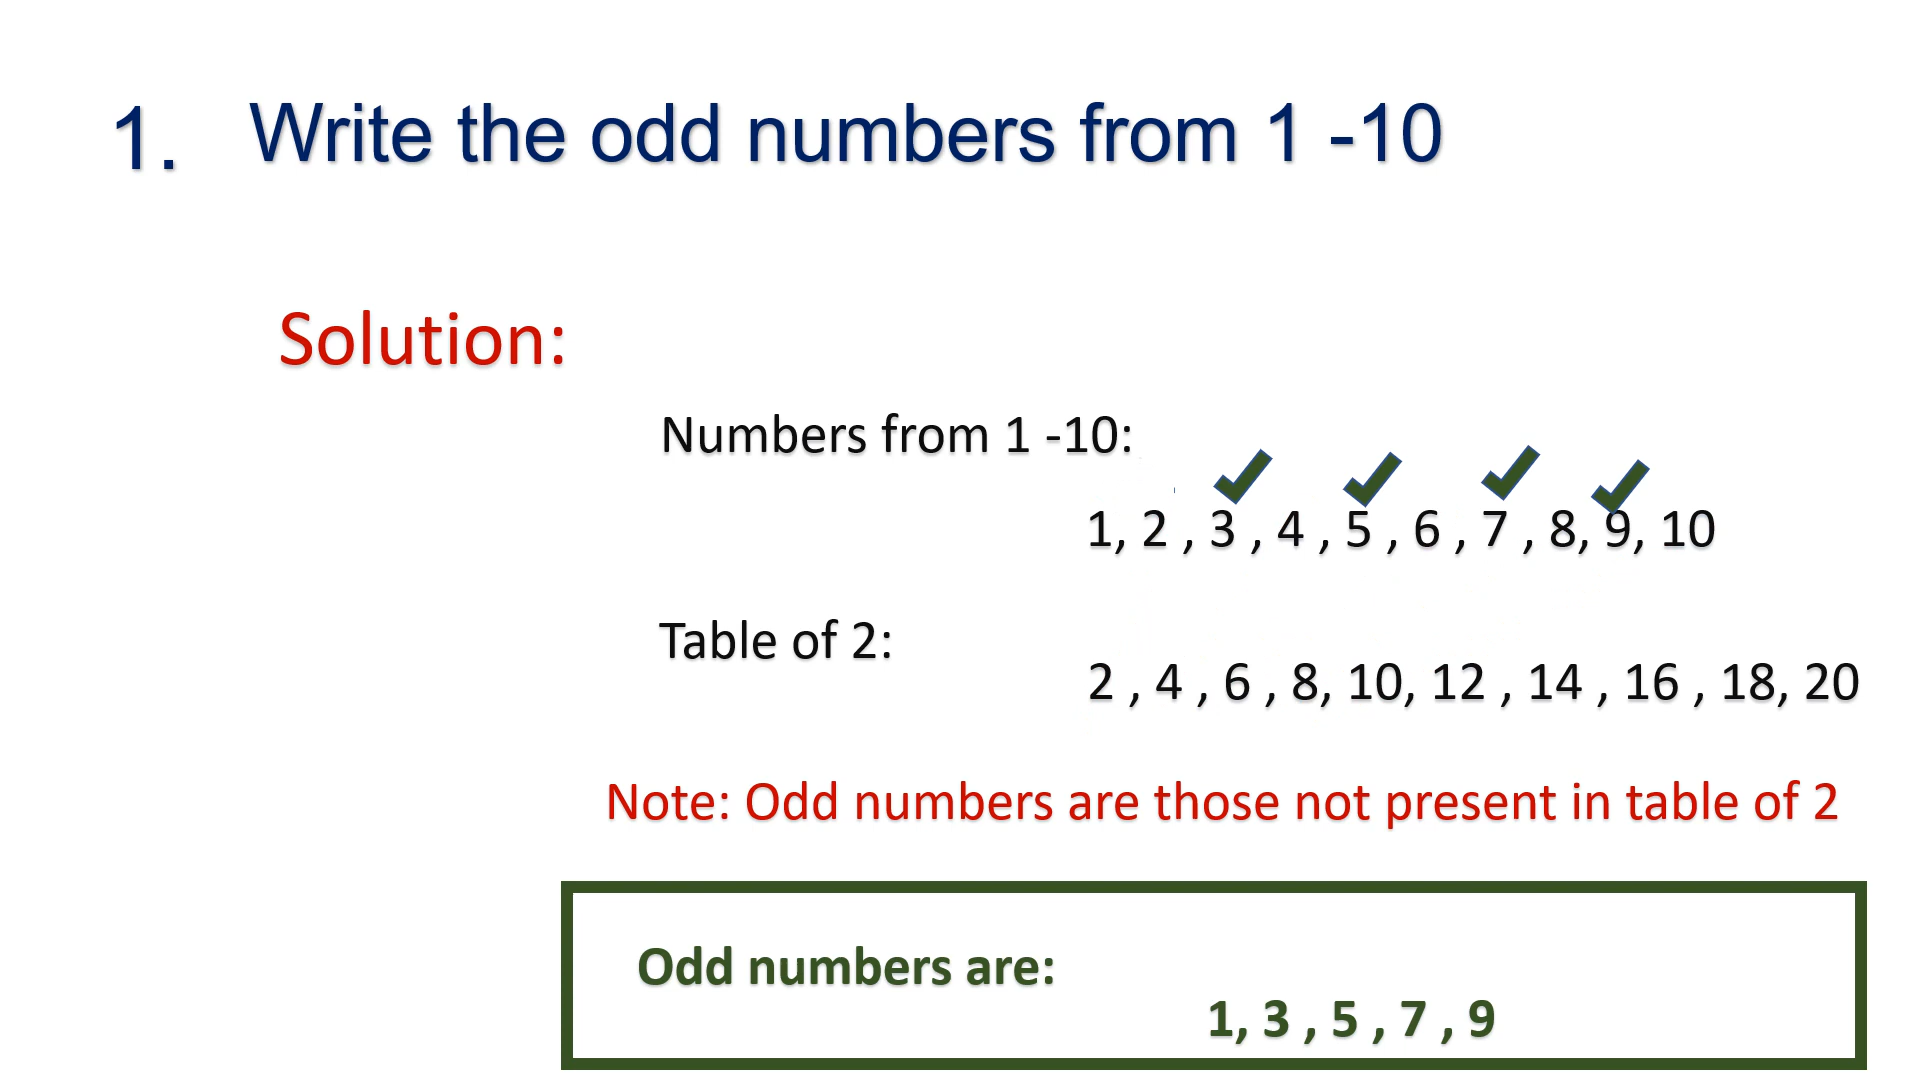 1. Write the odd numbers from 1 -10
Solution:
Numbers from 1 -10:
1, 2 , 3 , 4 , 5 , 6 , 7 , 8, 9, 10
Table of 2:
2 , 4 , 6 , 8, 10, 12 , 14 , 16 , 18, 20
Note: Odd numbers are those not present in table of 2
Odd numbers are:
1, 3 , 5 , 7 , 9